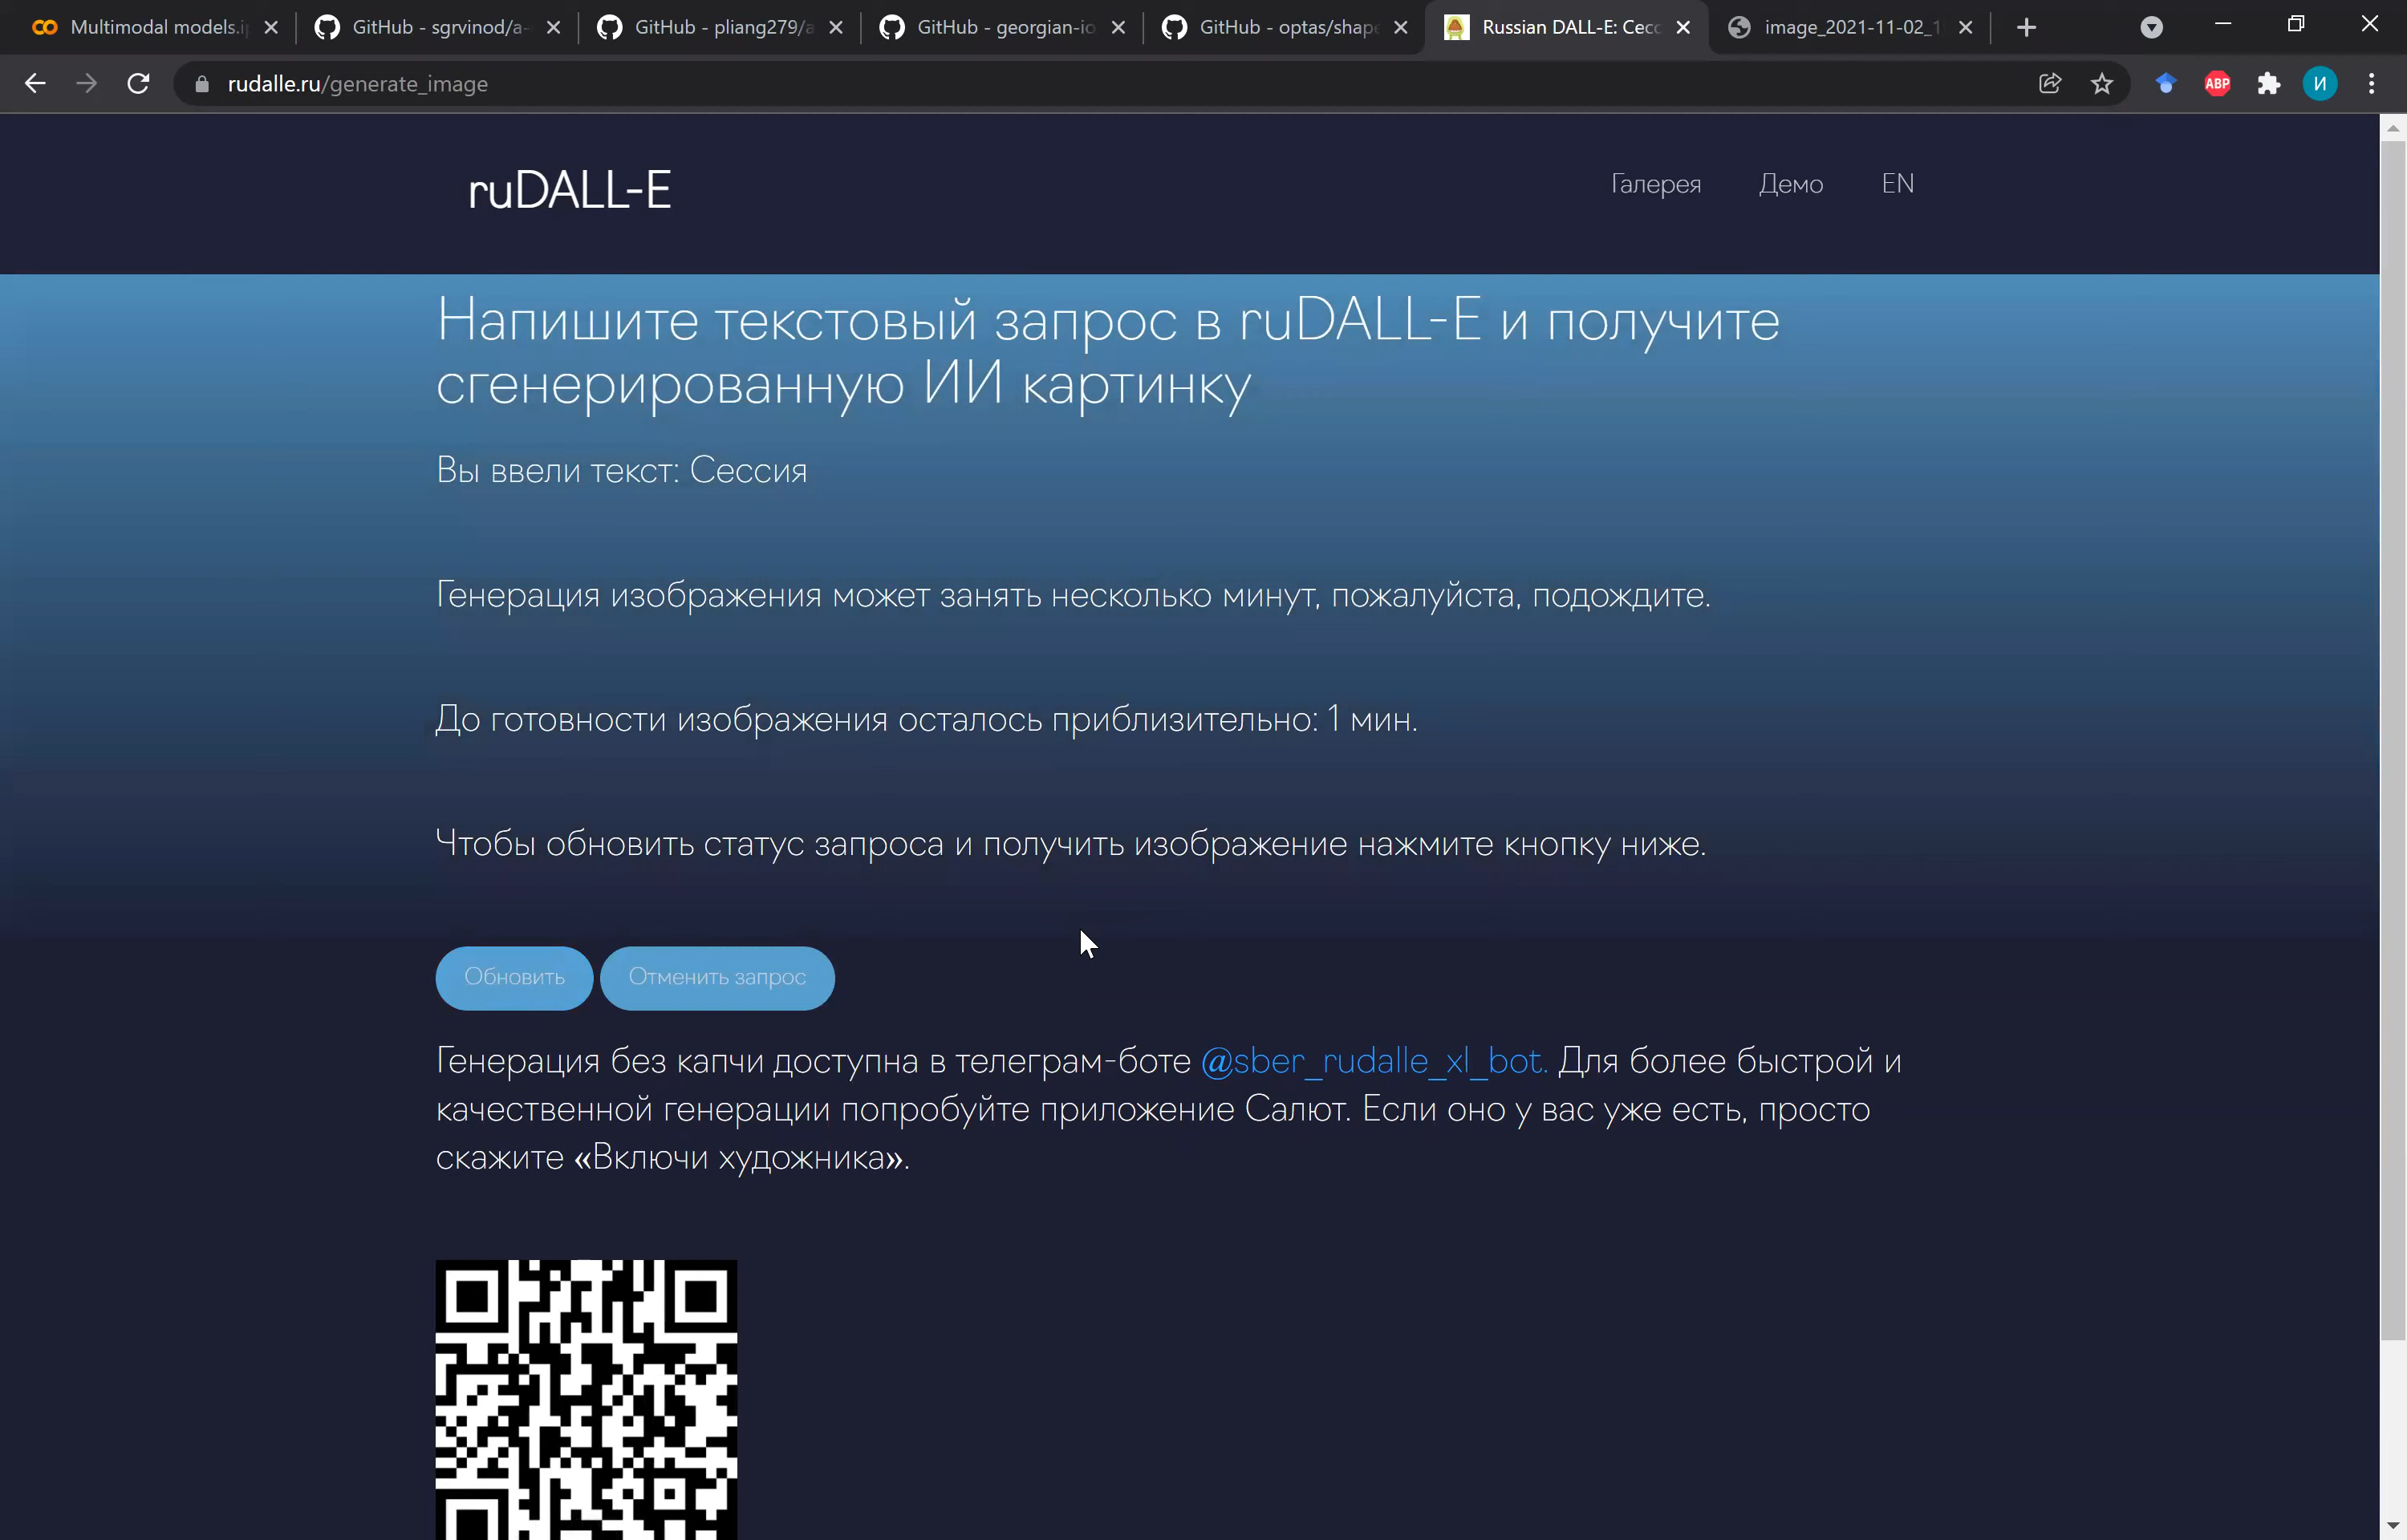 Multimodal models.i
GitHub - sgrvinod/a-
GitHub - pliang279/a
GitHub - georgian-io
GitHub - optas/shape
Russian DALL-E: Сесс
image_2021-11-02_1
rudalle.ru/generate_image
ABP
И
ruDALL-E
Галерея
Демо
EN
Напишите текстовый запрос в ruDALL-E и получите
сгенерированную ИИ картинку
Вы ввели текст: Сессия
Генерация изображения может занять несколько минут, пожалуйста, подождите.
До готовности изображения осталось приблизительно: 1 мин.
Чтобы обновить статус запроса и получить изображение нажмите кнопку ниже.
Обновить
Отменить запрос
Генерация без капчи доступна в телеграм-боте @sber_rudalle_xl_bot. Для более быстрой и
качественной генерации попробуйте приложение Салют. Если оно у вас уже есть, просто
скажите «Включи художника».